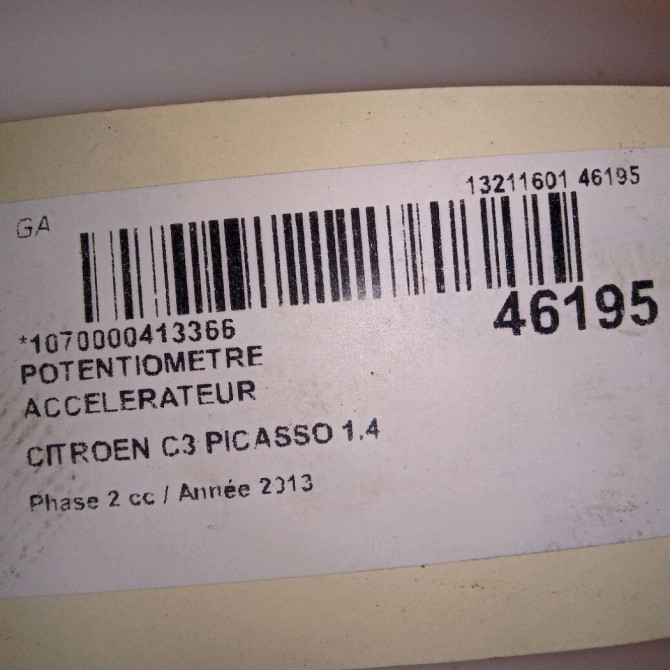 13211601 46195
GA
46195
*1070000413366
POTENTIOMETRE
ACCELERATEUR
CITROEN C3 PICASSO 1.4
Phase 2 cc / Année 2013